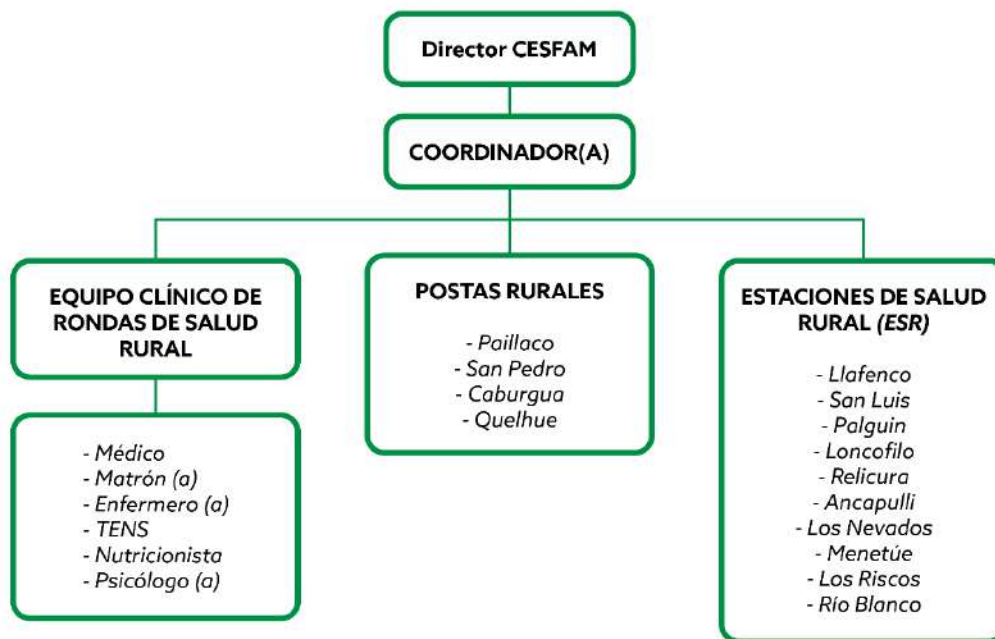 Director CESFAM
COORDINADOR(A)
EQUIPO CLÍNICO DE
RONDAS DE SALUD
RURAL
- Médico
- Matrón (a)
- Enfermero (a)
- TENS
- Nutricionista
- Psicólogo (a)
POSTAS RURALES
- Paillaco
- San Pedro
- Caburgua
- Quelhue
ESTACIONES DE SALUD
RURAL (ESR)
- Llafenco
- San Luis
- Palguin
- Loncofilo
- Relicura
- Ancapulli
- Los Nevados
- Menetúe
- Los Riscos
- Río Blanco